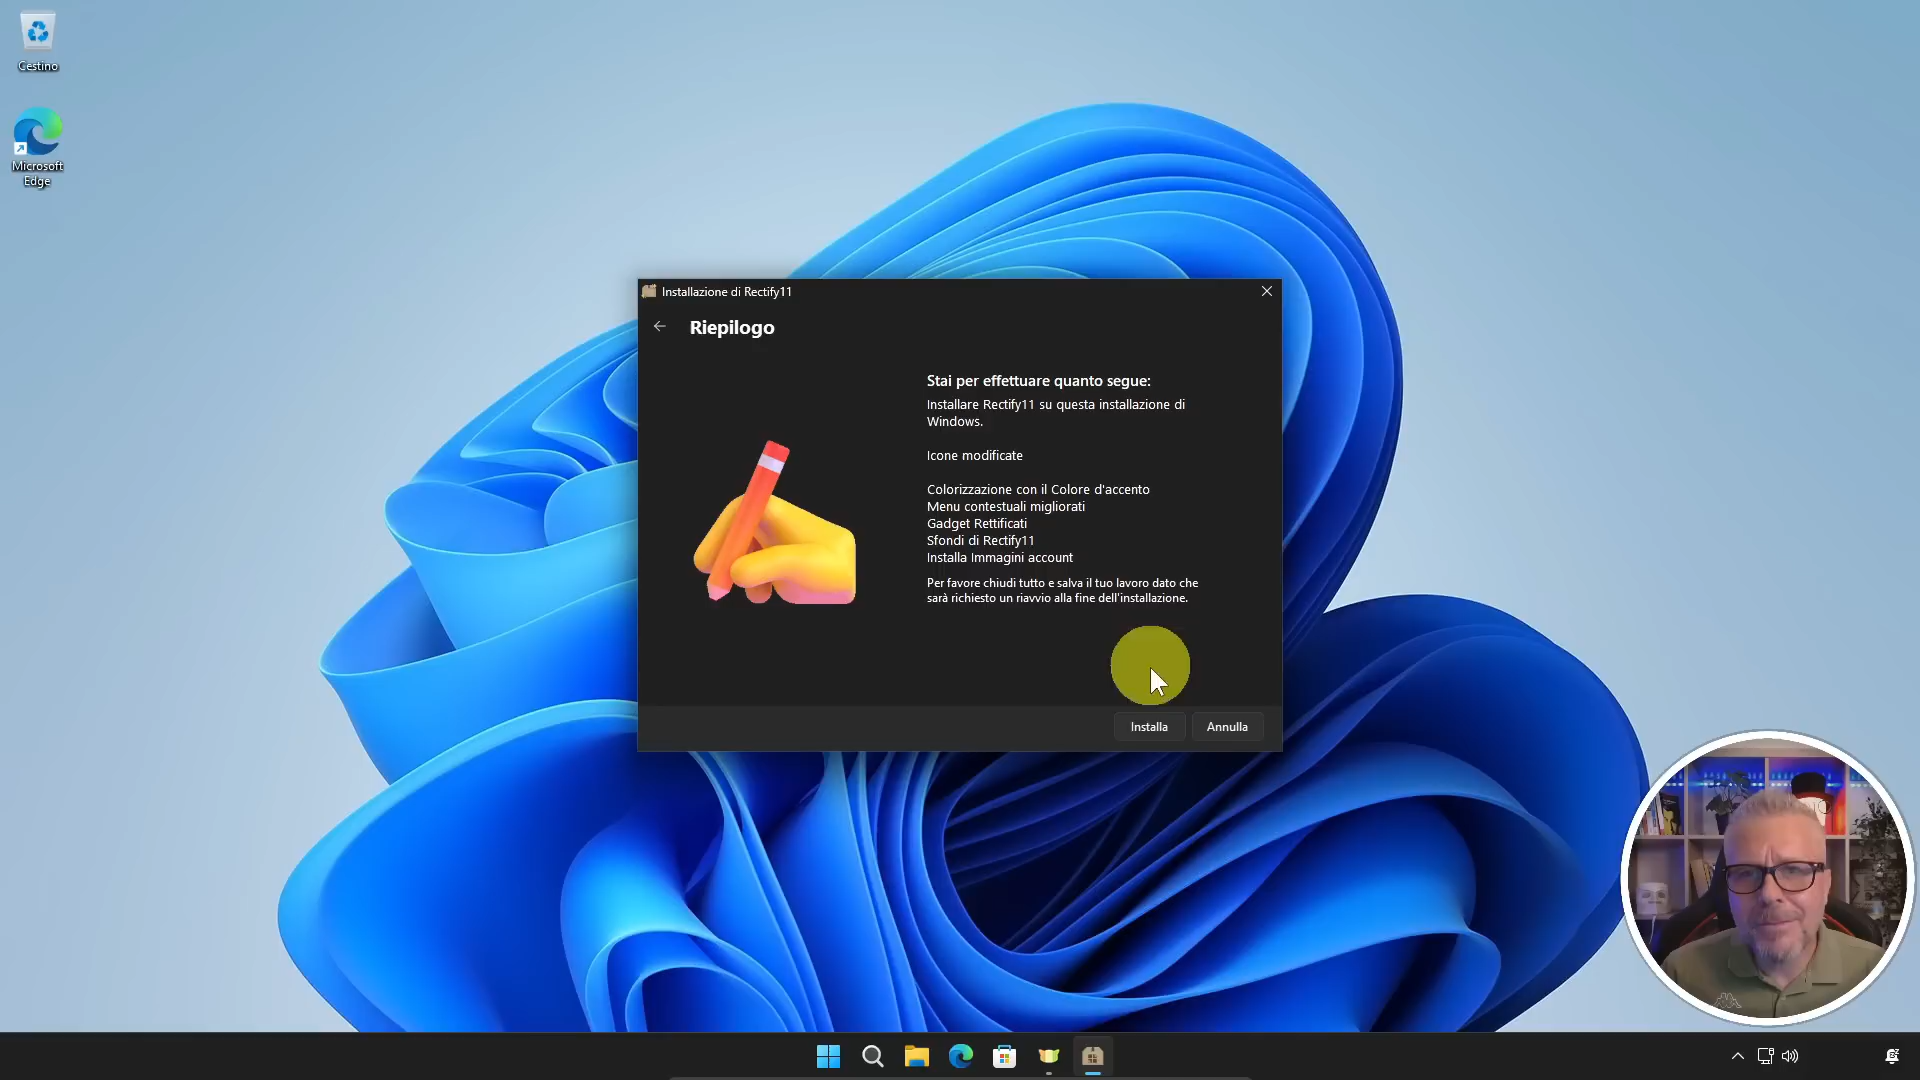 Cestino
Microsoft
Edge
Installazione di Rectify11
Riepilogo
Stai per effettuare quanto segue:
Installare Rectify11 su questa installazione di
Windows.
Icone modificate
Colorizzazione con il Colore d'accento
Menu contestuali migliorati
Gadget Rettificati
Sfondi di Rectify11
Installa Immagini account
Per favore chiudi tutto e salva il tuo lavoro dato che
sarà richiesto un riavvio alla fine dell'installazione.
Installa
Annulla